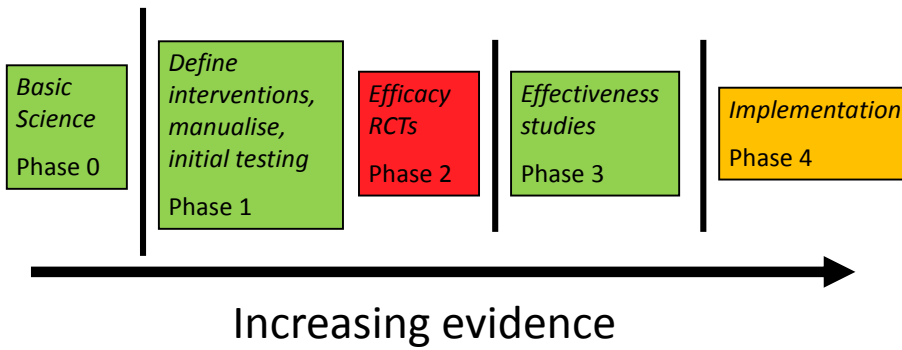 Basic
Science
Phase 0
Define
interventions,
manualise,
initial testing
Phase 1
Efficacy
RCTs
Phase 2
Effectiveness
studies
Phase 3
Implementation
Phase 4
Increasing evidence